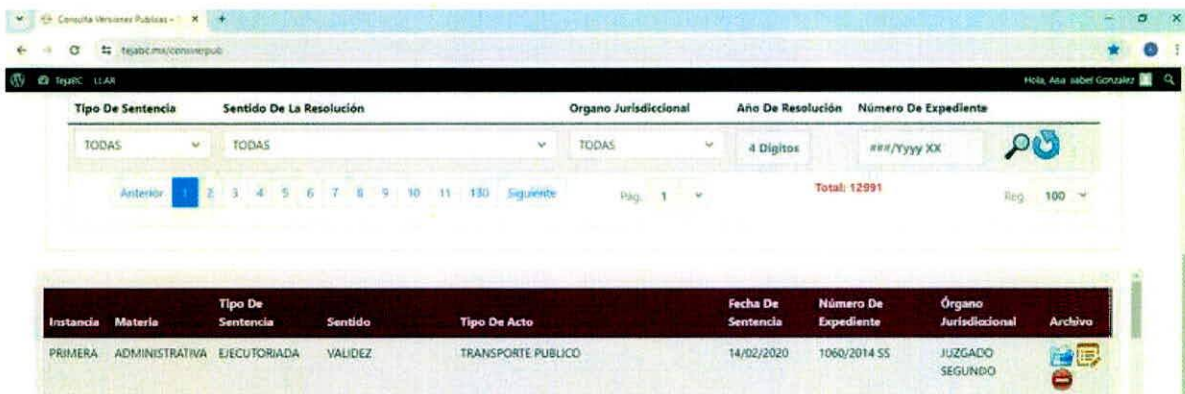 Consulta Versiones Publicas -
tejabc.mx/consverpub
TejaBC LLAR
Hola, Ana Isabel Gonzalez
Tipo De Sentencia Sentido De La Resolución Organo Jurisdiccional Año De Resolución Número De Expediente
TODAS TODAS TODAS 4 Digitos ###/Yyyy XX
Anterior 1 2 3 4 5 6 7 8 9 10 11 130 Siguiente Pág. 1 Total: 12991 Reg. 100
Instancia Materia Tipo De Sentencia Sentido Tipo De Acto Fecha De Sentencia Número De Expediente Órgano Jurisdiccional Archivo
PRIMERA ADMINISTRATIVA EJECUTORIADA VALIDEZ TRANSPORTE PUBLICO 14/02/2020 1060/2014 SS JUZGADO SEGUNDO